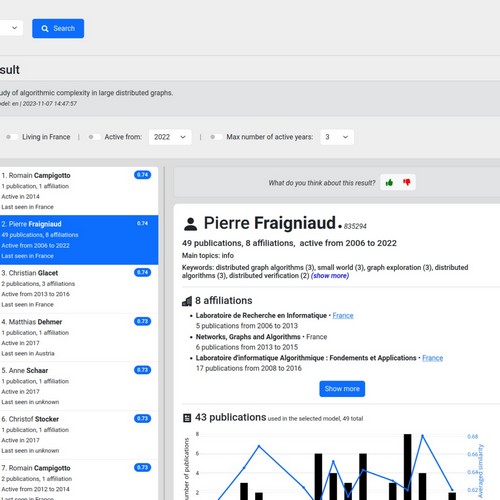 Search
sult
udy of algorithmic complexity in large distributed graphs.
del: en | 2023-11-07 14:47:57
Living in France | Active from: 2022 | Max number of active years: 3
1. Romain Campigotto 0.74
1 publication, 1 affiliation
Active in 2014
Last seen in France
2. Pierre Fraigniaud 0.74
49 publications, 8 affiliations
Active from 2006 to 2022
Last seen in France
3. Christian Glacet 0.74
2 publications, 3 affiliations
Active from 2013 to 2016
Last seen in France
4. Matthias Dehmer 0.73
1 publication, 1 affiliation
Active in 2017
Last seen in Austria
5. Anne Schaar 0.73
1 publication, 1 affiliation
Active in 2017
Last seen in unknown
6. Christof Stocker 0.73
1 publication, 1 affiliation
Active in 2017
Last seen in unknown
7. Romain Campigotto 0.73
2 publications, 1 affiliation
Active from 2012 to 2014
Last seen in France
What do you think about this result?
Pierre Fraigniaud • 835294
49 publications, 8 affiliations, active from 2006 to 2022
Main topics: info
Keywords: distributed graph algorithms (3), small world (3), graph exploration (3), distributed
algorithms (3), distributed verification (2) (show more)
8 affiliations
• Laboratoire de Recherche en Informatique • France
5 publications from 2006 to 2013
• Networks, Graphs and Algorithms • France
6 publications from 2013 to 2015
• Laboratoire d'informatique Algorithmique : Fondements et Applications • France
17 publications from 2008 to 2016
Show more
43 publications used in the selected model, 49 total
number of publications
8
6
4
2
0.68
0.66
0.64
0.62
averaged similarity